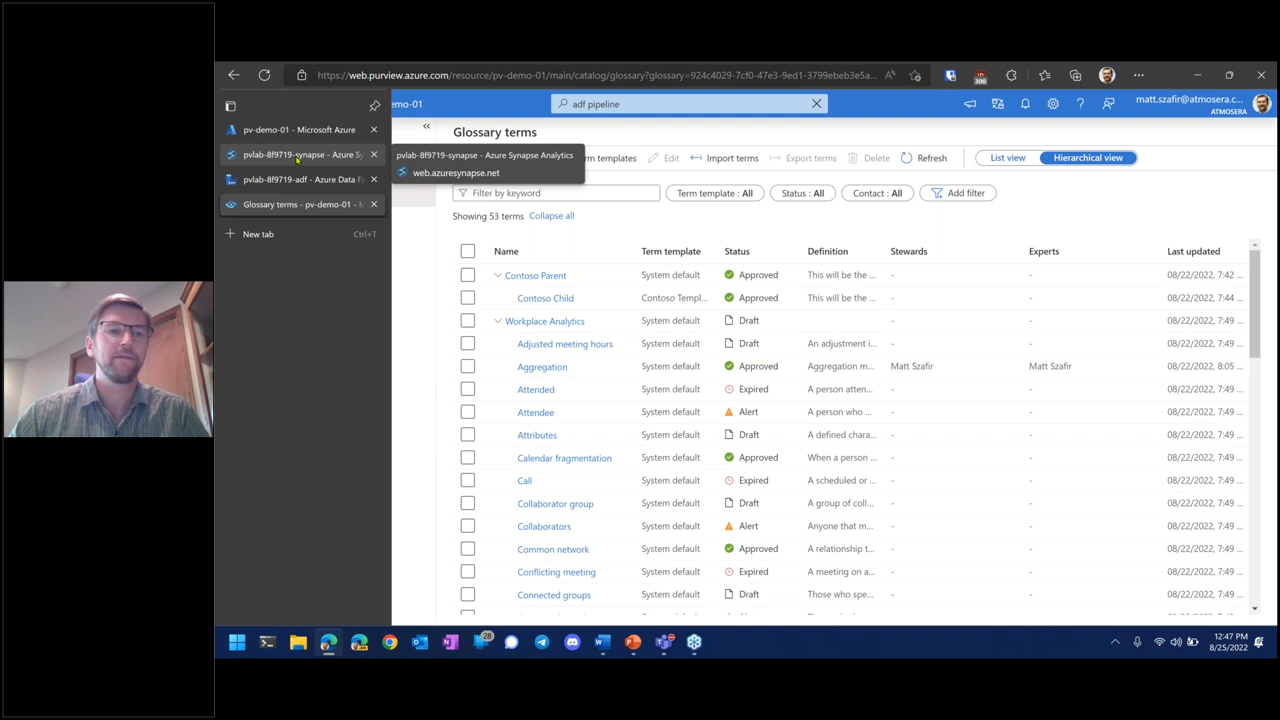 https://web.purview.azure.com/resource/pv-demo-01/main/catalog/glossary?glossary=924c4029-7cf0-47e3-9ed1-3799ebeb3e5a...
300
pv-demo-01 - Microsoft Azure
pvlab-8f9719-synapse - Azure Sy
pvlab-8f9719-adf - Azure Data Fa
Glossary terms - pv-demo-01 - M
New tab Ctrl+T
emo-01
adf pipeline
matt.szafir@atmosera.c...
ATMOSERA
pvlab-8f9719-synapse - Azure Synapse Analytics
web.azuresynapse.net
Glossary terms
rm templates Edit Import terms Export terms Delete Refresh List view Hierarchical view
Filter by keyword Term template : All Status : All Contact : All Add filter
Showing 53 terms Collapse all
Name Term template Status Definition Stewards Experts Last updated
Contoso Parent System default Approved This will be the ... - - 08/22/2022, 7:42 ...
Contoso Child Contoso Templ... Approved This will be the ... - - 08/22/2022, 7:44 ...
Workplace Analytics System default Draft - - 08/22/2022, 7:49 ...
Adjusted meeting hours System default Draft An adjustment i... - - 08/22/2022, 7:49 ...
Aggregation System default Approved Aggregation m... Matt Szafir Matt Szafir 08/22/2022, 8:05 ...
Attended System default Expired A person atten... - - 08/22/2022, 7:49 ...
Attendee System default Alert A person who ... - - 08/22/2022, 7:49 ...
Attributes System default Draft A defined chara... - - 08/22/2022, 7:49 ...
Calendar fragmentation System default Approved When a person ... - - 08/22/2022, 7:49 ...
Call System default Expired A scheduled or ... - - 08/22/2022, 7:49 ...
Collaborator group System default Draft A group of coll... - - 08/22/2022, 7:49 ...
Collaborators System default Alert Anyone that m... - - 08/22/2022, 7:49 ...
Common network System default Approved A relationship t... - - 08/22/2022, 7:49 ...
Conflicting meeting System default Expired A meeting on a... - - 08/22/2022, 7:49 ...
Connected groups System default Draft Those who spe... - - 08/22/2022, 7:49 ...
28
12:47 PM
8/25/2022